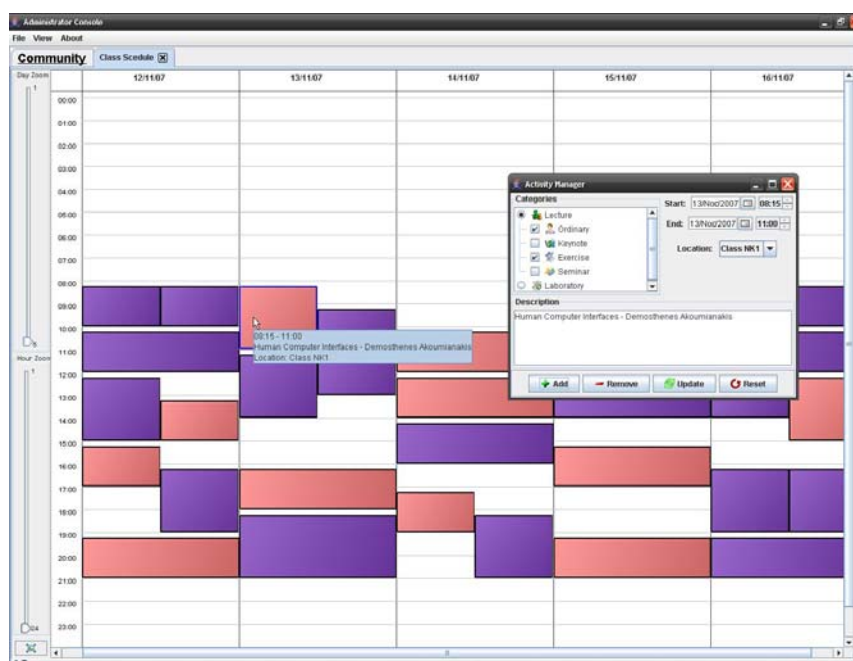 Administrator Console
File View About
Community Class Scedule
Day Zoom
1
5
Hour Zoom
1
24
12/11/07 13/11/07 14/11/07 15/11/07 16/11/07
00:00
01:00
02:00
03:00
04:00
05:00
06:00
07:00
08:00
09:00
10:00
11:00
12:00
13:00
14:00
15:00
16:00
17:00
18:00
19:00
20:00
21:00
22:00
23:00
08:15 - 11:00
Human Computer Interfaces - Demosthenes Akoumianakis
Location: Class NK1
Activity Manager
Categories
Lecture
Ordinary
Keynote
Exercise
Seminar
Laboratory
Start: 13/Νοε/2007 08:15
End: 13/Νοε/2007 11:00
Location: Class NK1
Description
Human Computer Interfaces - Demosthenes Akoumianakis
Add Remove Update Reset